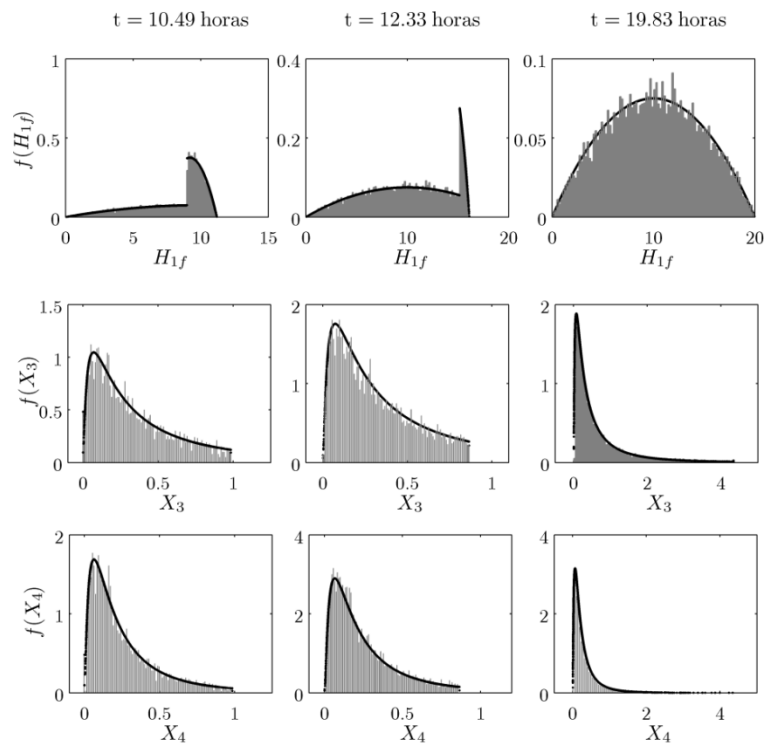 t = 10.49 horas t = 12.33 horas t = 19.83 horas
f(H1f)
1 0.5 0
0 5 10 15
H1f
0.4 0.2 0
0 10 20
H1f
0.1 0.05 0
0 10 20
H1f
f(X3)
1.5 1 0.5 0
0 0.5 1
X3
2 1 0
0 0.5 1
X3
2 1 0
0 2 4
X3
f(X4)
2 1 0
0 0.5 1
X4
4 2 0
0 0.5 1
X4
4 2 0
0 2 4
X4